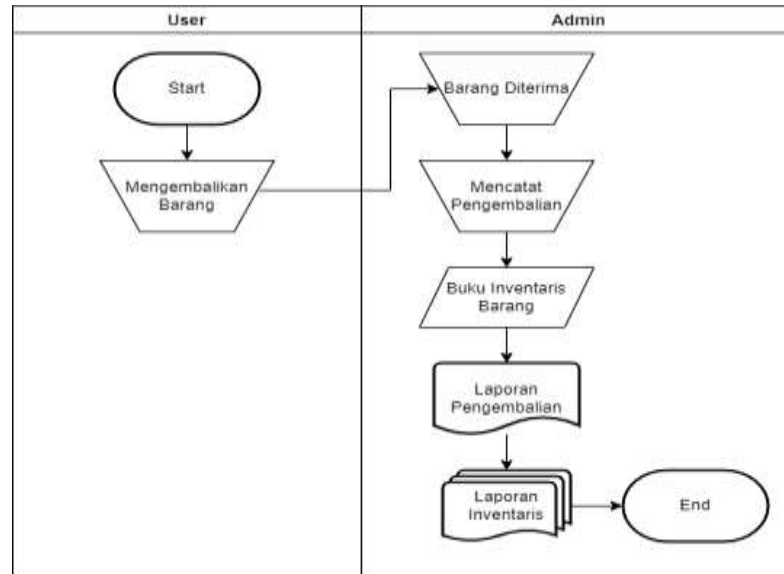 User
Admin
Start
Mengembalikan
Barang
Barang Diterima
Mencatat
Pengembalian
Buku Inventaris
Barang
Laporan
Pengembalian
Laporan
Inventaris
End